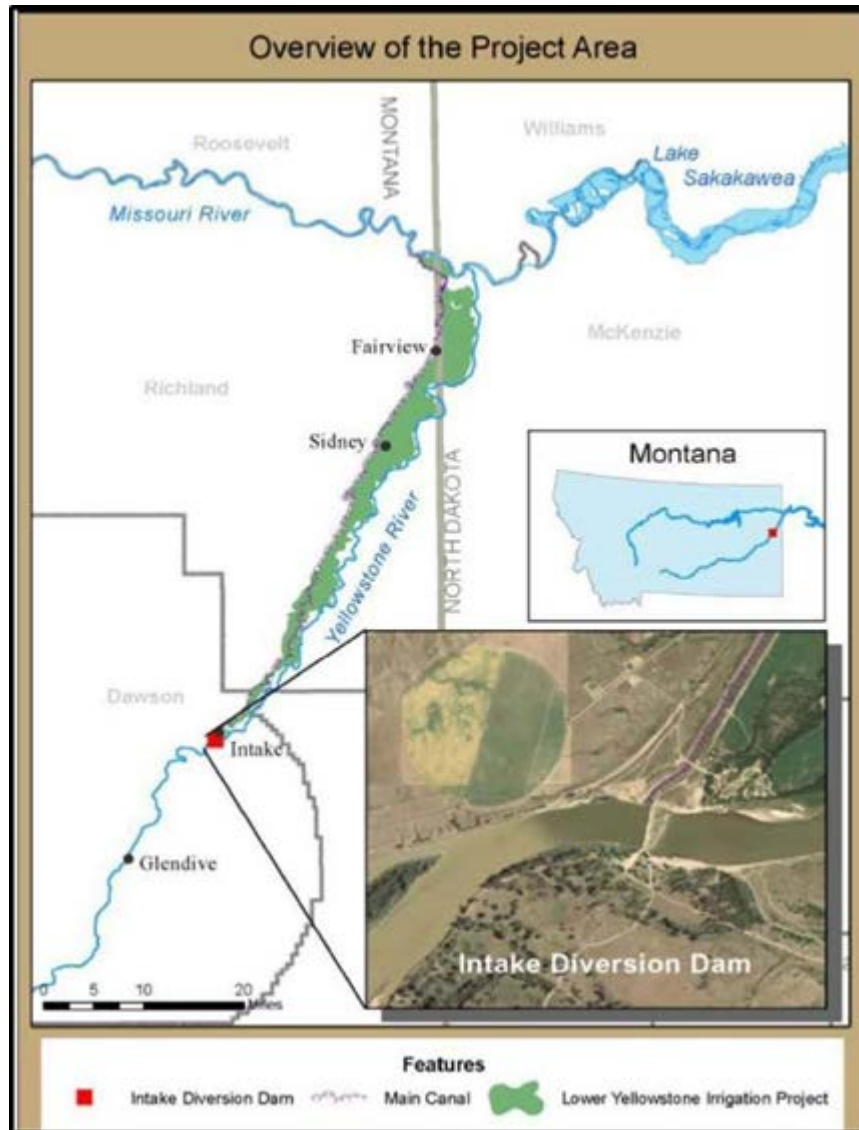 Overview of the Project Area
MONTANA
Roosevelt
Williams
Lake
Sakakawea
Missouri River
McKenzie
Fairview
Richland
Sidney
Montana
NORTH DAKOTA
Yellowstone River
Dawson
Intake
Glendive
Intake Diversion Dam
0 5 10 20
Miles
Features
Intake Diversion Dam
Main Canal
Lower Yellowstone Irrigation Project